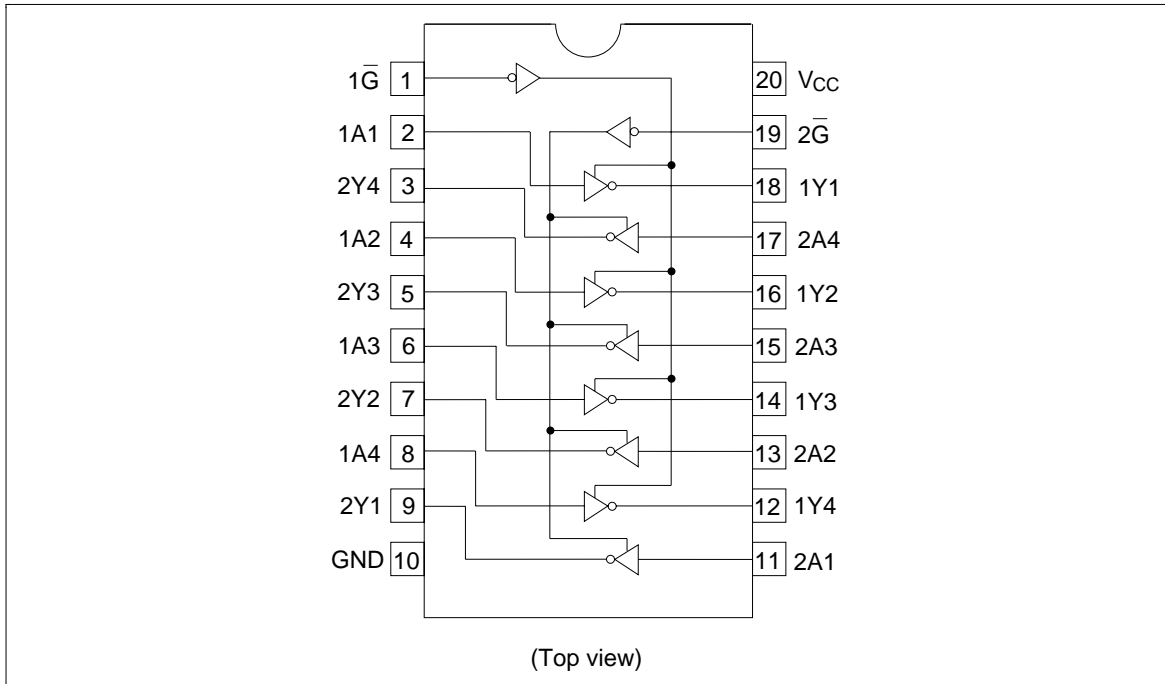 1G̅ 1 20 VCC
1A1 2 19 2G̅
2Y4 3 18 1Y1
1A2 4 17 2A4
2Y3 5 16 1Y2
1A3 6 15 2A3
2Y2 7 14 1Y3
1A4 8 13 2A2
2Y1 9 12 1Y4
GND 10 11 2A1
(Top view)